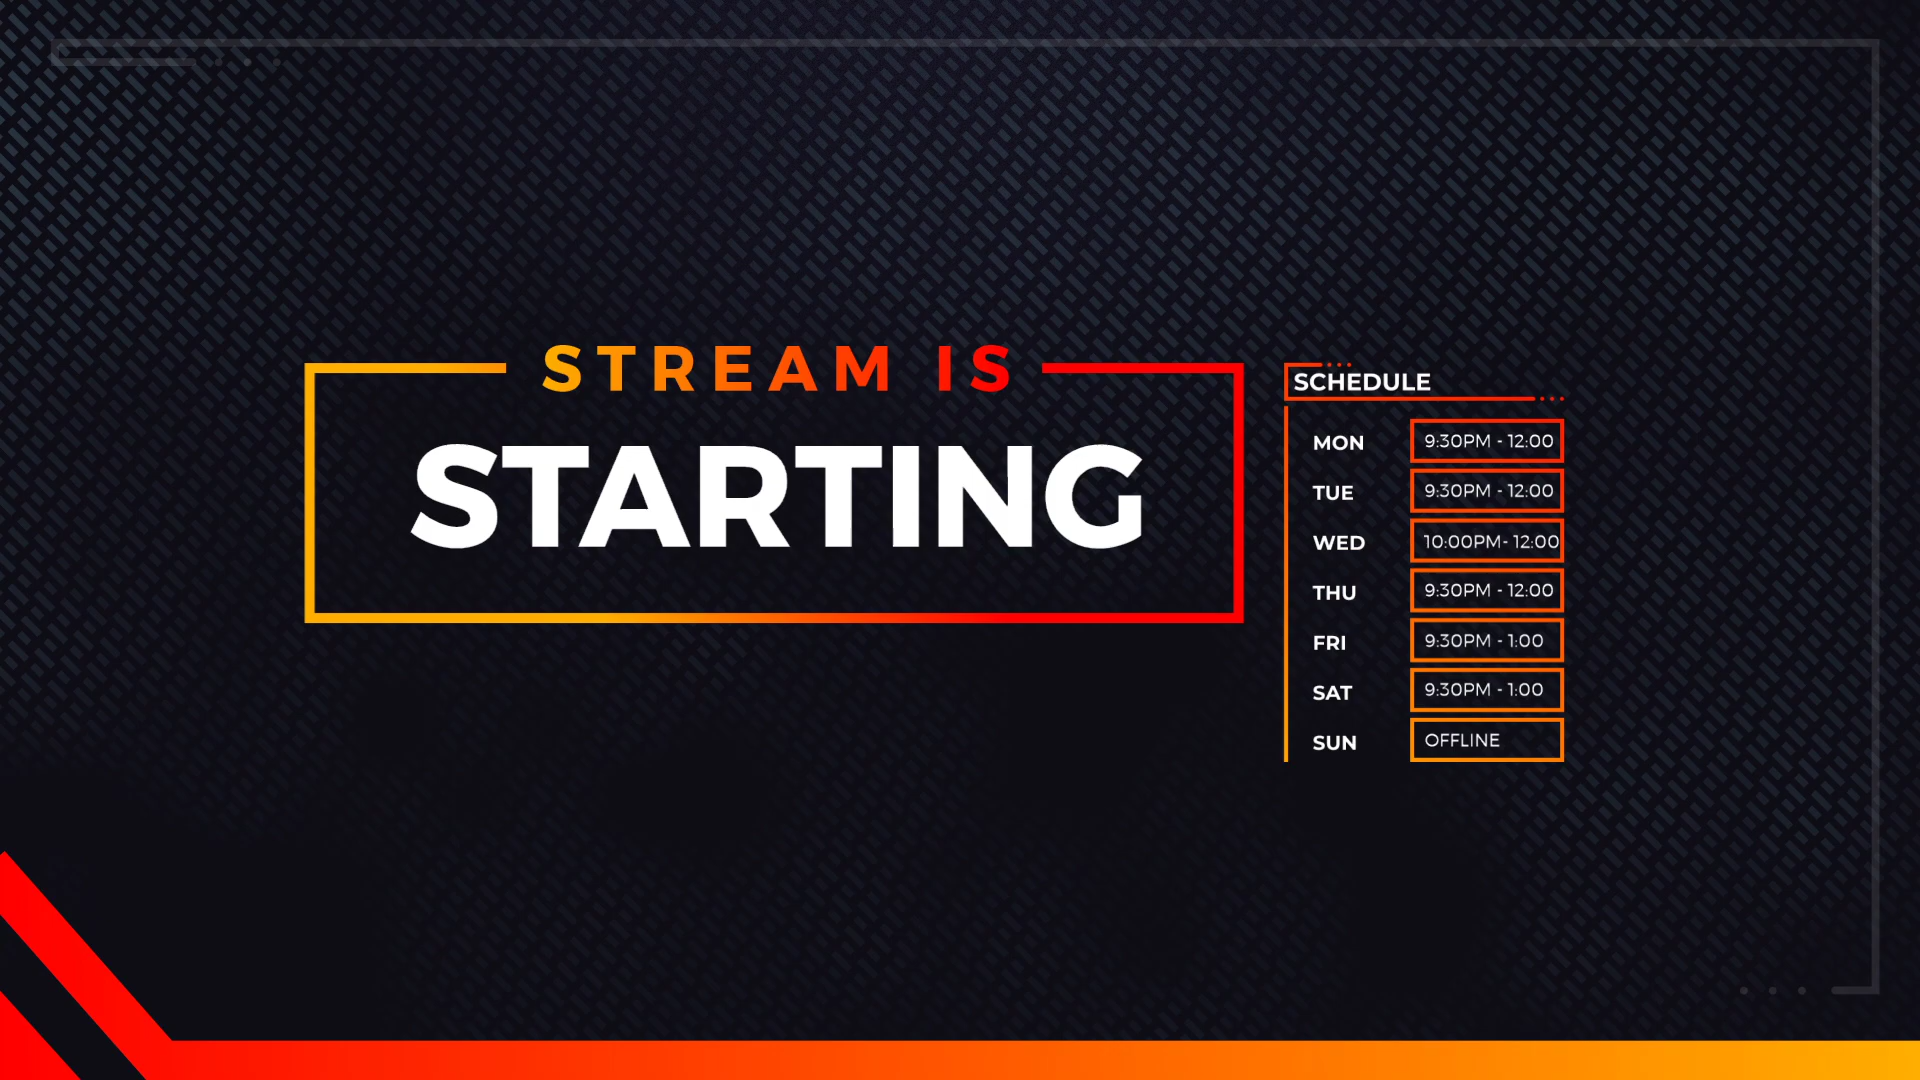 STREAM IS
STARTING
SCHEDULE
MON 9:30PM - 12:00
TUE 9:30PM - 12:00
WED 10:00PM- 12:00
THU 9:30PM - 12:00
FRI 9:30PM - 1:00
SAT 9:30PM - 1:00
SUN OFFLINE